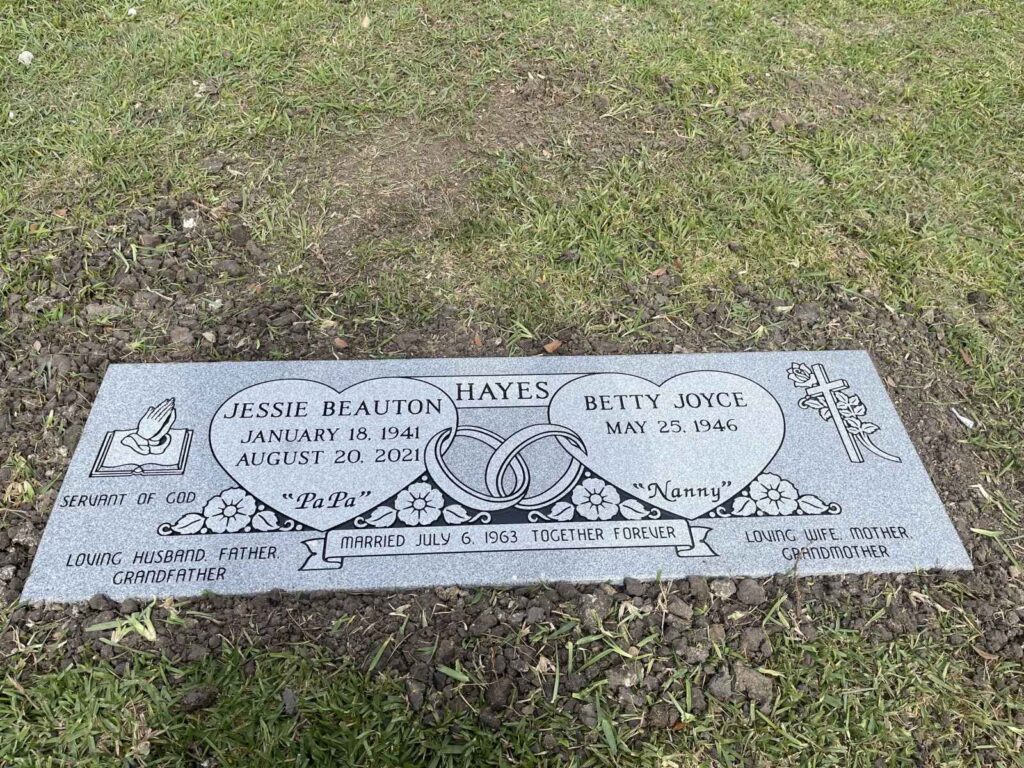 HAYES
JESSIE BEAUTON
JANUARY 18, 1941
AUGUST 20, 2021
"PaPa"
BETTY JOYCE
MAY 25, 1946
"Nanny"
SERVANT OF GOD
LOVING HUSBAND, FATHER,
GRANDFATHER
MARRIED JULY 6, 1963 TOGETHER FOREVER
LOVING WIFE, MOTHER,
GRANDMOTHER